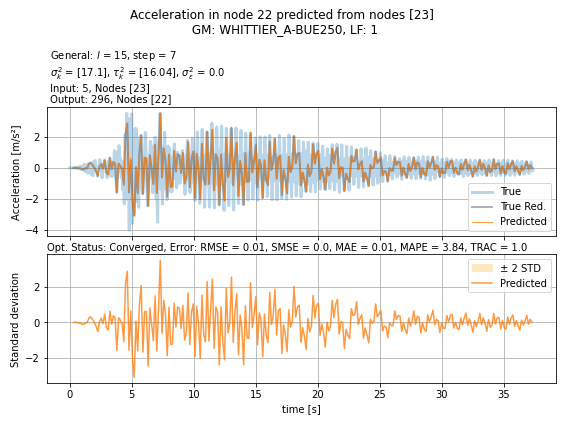 Acceleration in node 22 predicted from nodes [23]
GM: WHITTIER_A-BUE250, LF: 1
General: l = 15, step = 7
σ²ₖ = [17.1], τ²ₖ = [16.04], σ²ε = 0.0
Input: 5, Nodes [23]
Output: 296, Nodes [22]
Acceleration [m/s²]
2
0
−2
−4
True
True Red.
Predicted
Opt. Status: Converged, Error: RMSE = 0.01, SMSE = 0.0, MAE = 0.01, MAPE = 3.84, TRAC = 1.0
Standard deviation
2
0
−2
± 2 STD
Predicted
0 5 10 15 20 25 30 35
time [s]